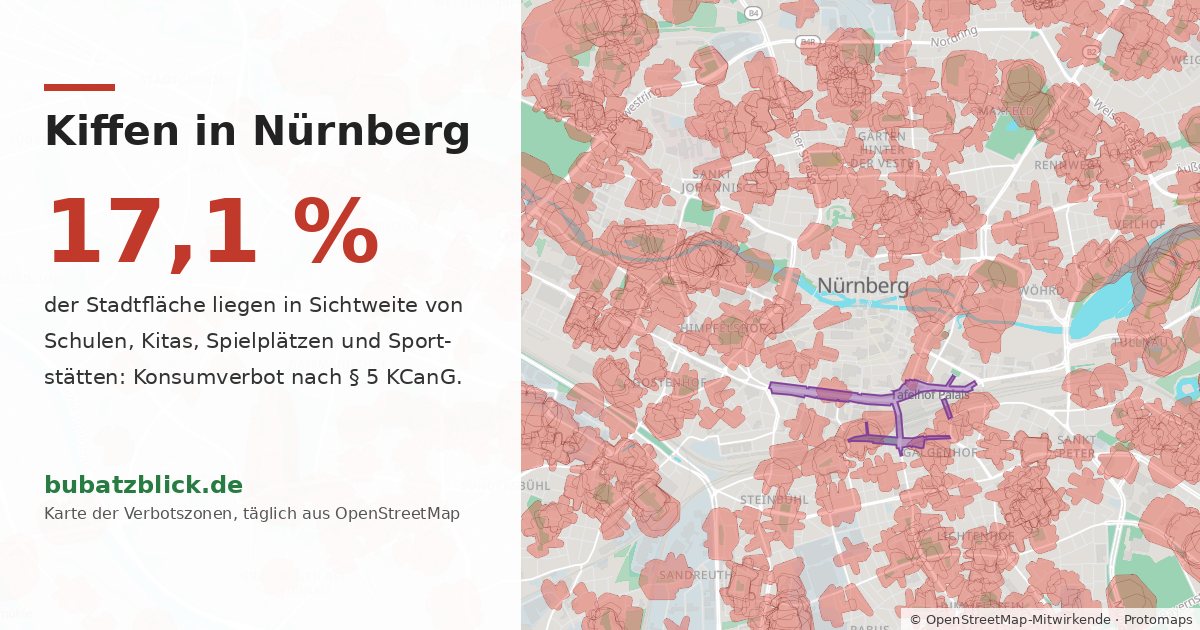 Kiffen in Nürnberg
17,1 %
der Stadtfläche liegen in Sichtweite von
Schulen, Kitas, Spielplätzen und Sport-
stätten: Konsumverbot nach § 5 KCanG.
bubatzblick.de
Karte der Verbotszonen, täglich aus OpenStreetMap
B4
B4R
Nordring
B2
MAXFELD
GÄRTEN
HINTER
DER VESTE
RENNWEG
SANKT
JOHANNIS
VEILHOF
Nürnberg
WÖHRD
HIMPFELSHOF
TULLNAU
GOSTENHOF
Tafelhof Palais
GALGENHOF
SANKT
PETER
STEINBÜHL
LICHTENHOF
SANDREUTH
© OpenStreetMap-Mitwirkende · Protomaps